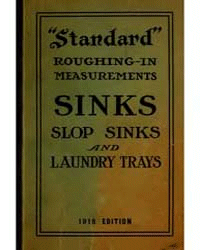 "Standard"
ROUGHING-IN
MEASUREMENTS
SINKS
SLOP SINKS
AND
LAUNDRY TRAYS
1916 EDITION